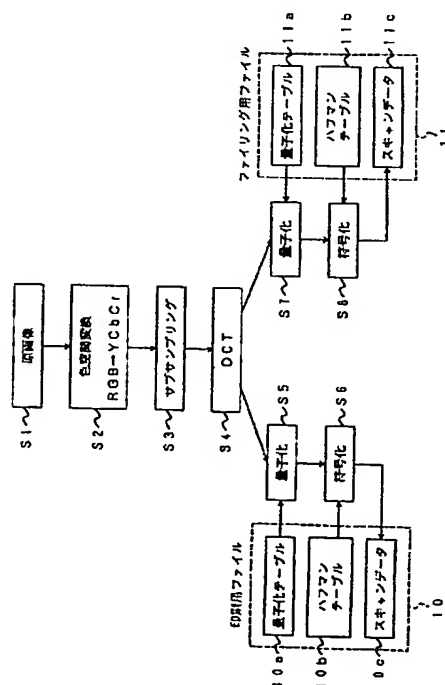 S1
原画像
S2
色空間変換
RGB-YCbCr
S3
サブサンプリング
S4
DCT
印刷用ファイル
量子化テーブル
10a
量子化
S5
ハフマン
テーブル
10b
符号化
S6
スキャンデータ
0c
10
ファイリング用ファイル
S7
量子化
量子化テーブル
11a
S8
符号化
ハフマン
テーブル
11b
スキャンデータ
11c
11